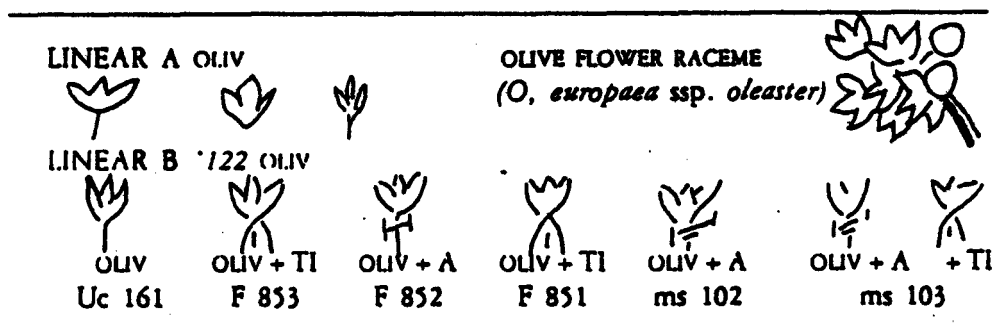 LINEAR A OLIV
OLIVE FLOWER RACEME
(O, europaea ssp. oleaster)
LINEAR B *122 OLIV
OLIV OLIV + TI OLIV + A OLIV + TI OLIV + A OLIV + A + TI
Uc 161 F 853 F 852 F 851 ms 102 ms 103